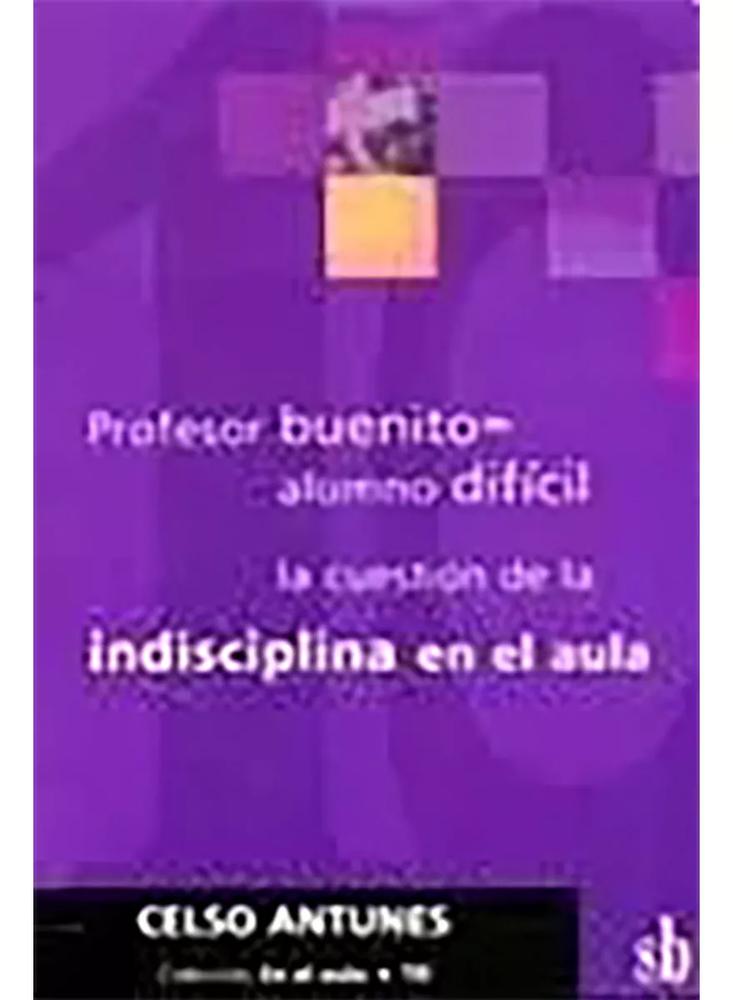 Profesor buenito-
alumno difícil
la cuestión de la
indisciplina en el aula
CELSO ANTUNES
Colección En el aula •
sb